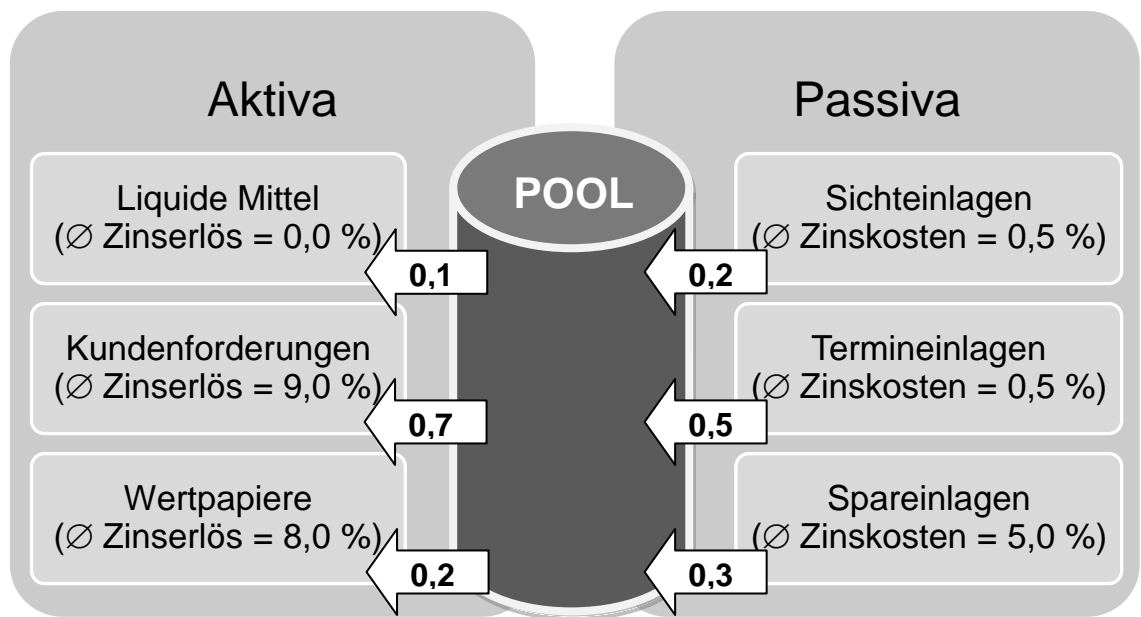 Aktiva
Passiva
POOL
Liquide Mittel
(∅ Zinserlös = 0,0 %)
0,1
Kundenforderungen
(∅ Zinserlös = 9,0 %)
0,7
Wertpapiere
(∅ Zinserlös = 8,0 %)
0,2
Sichteinlagen
(∅ Zinskosten = 0,5 %)
0,2
Termineinlagen
(∅ Zinskosten = 0,5 %)
0,5
Spareinlagen
(∅ Zinskosten = 5,0 %)
0,3